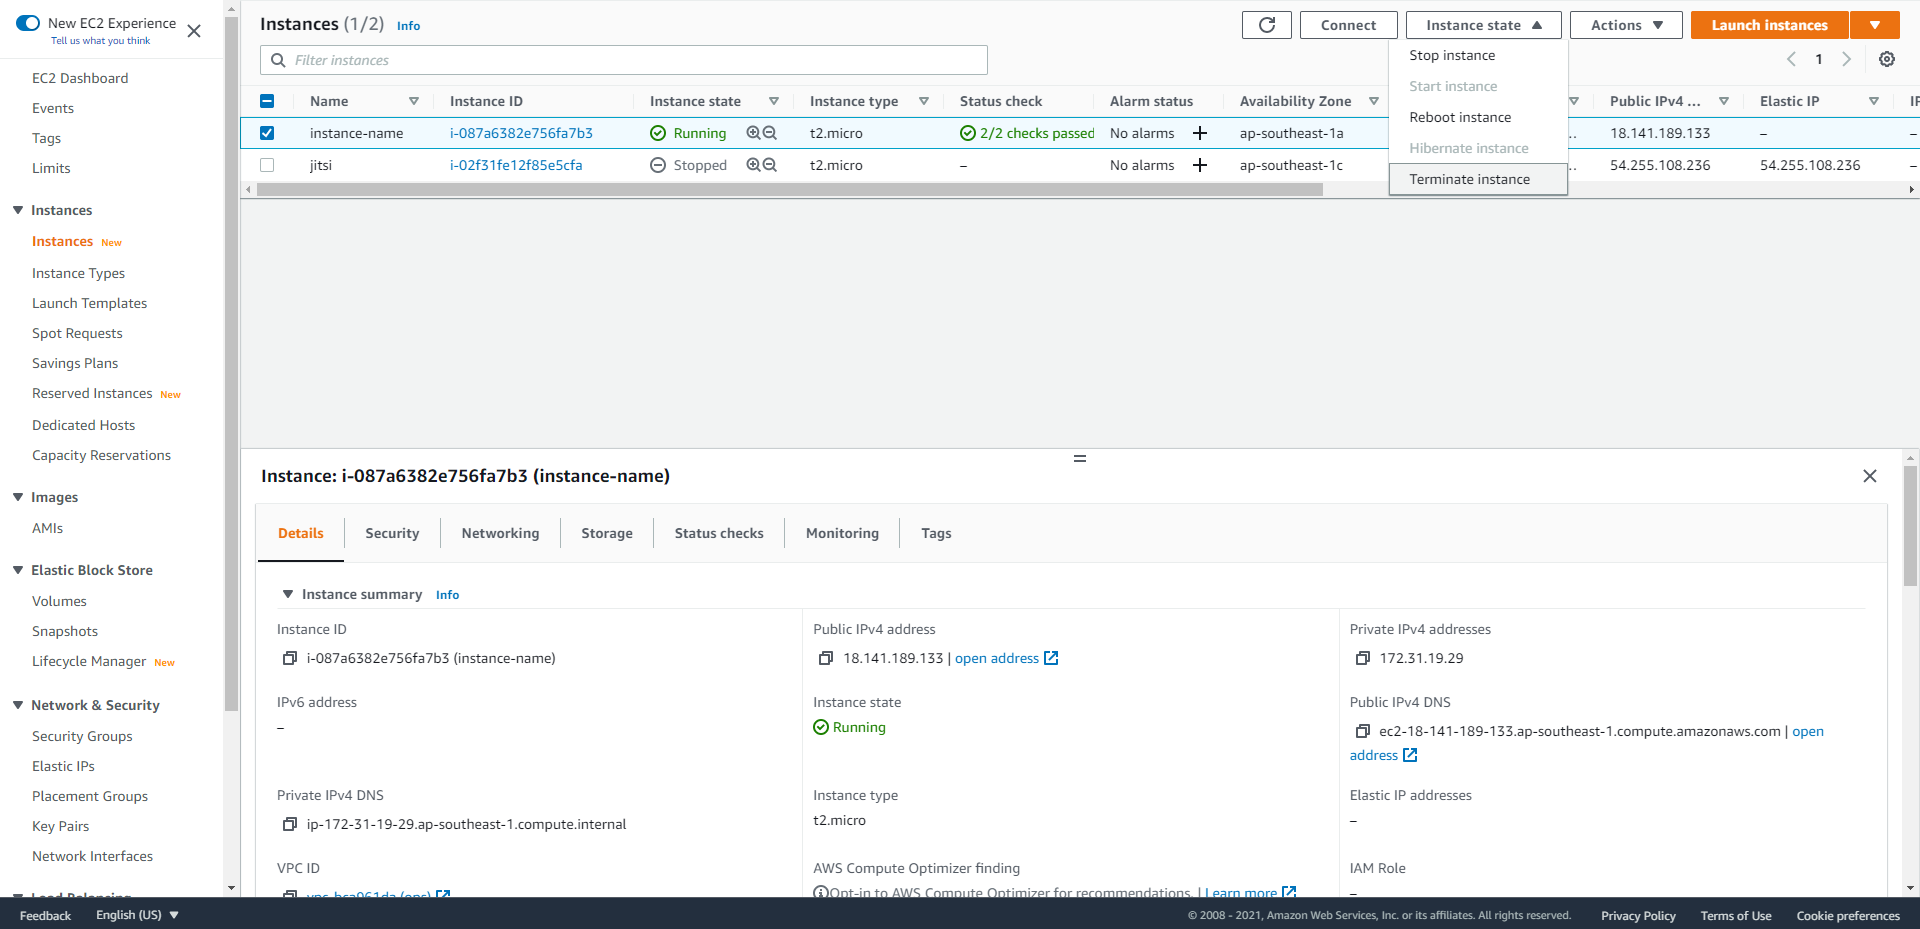 New EC2 Experience
Tell us what you think
EC2 Dashboard
Events
Tags
Limits
Instances
Instances New
Instance Types
Launch Templates
Spot Requests
Savings Plans
Reserved Instances New
Dedicated Hosts
Capacity Reservations
Images
AMIs
Elastic Block Store
Volumes
Snapshots
Lifecycle Manager New
Network & Security
Security Groups
Elastic IPs
Placement Groups
Key Pairs
Network Interfaces
Load Balancing
Instances (1/2) Info
Connect
Instance state
Actions
Launch instances
Filter instances
1
Stop instance
Start instance
Reboot instance
Hibernate instance
Terminate instance
Name Instance ID Instance state Instance type Status check Alarm status Availability Zone Public IPv4 ... Elastic IP IP
instance-name i-087a6382e756fa7b3 Running t2.micro 2/2 checks passed No alarms + ap-southeast-1a .. 18.141.189.133 – –
jitsi i-02f31fe12f85e5cfa Stopped t2.micro – No alarms + ap-southeast-1c .. 54.255.108.236 54.255.108.236 –
Instance: i-087a6382e756fa7b3 (instance-name)
Details Security Networking Storage Status checks Monitoring Tags
Instance summary Info
Instance ID
i-087a6382e756fa7b3 (instance-name)
Public IPv4 address
18.141.189.133 | open address
Private IPv4 addresses
172.31.19.29
IPv6 address
–
Instance state
Running
Public IPv4 DNS
ec2-18-141-189-133.ap-southeast-1.compute.amazonaws.com | open
address
Private IPv4 DNS
ip-172-31-19-29.ap-southeast-1.compute.internal
Instance type
t2.micro
Elastic IP addresses
–
VPC ID
AWS Compute Optimizer finding
Opt-in to AWS Compute Optimizer for recommendations. | Learn more
IAM Role
–
Feedback English (US)
© 2008 - 2021, Amazon Web Services, Inc. or its affiliates. All rights reserved. Privacy Policy Terms of Use Cookie preferences